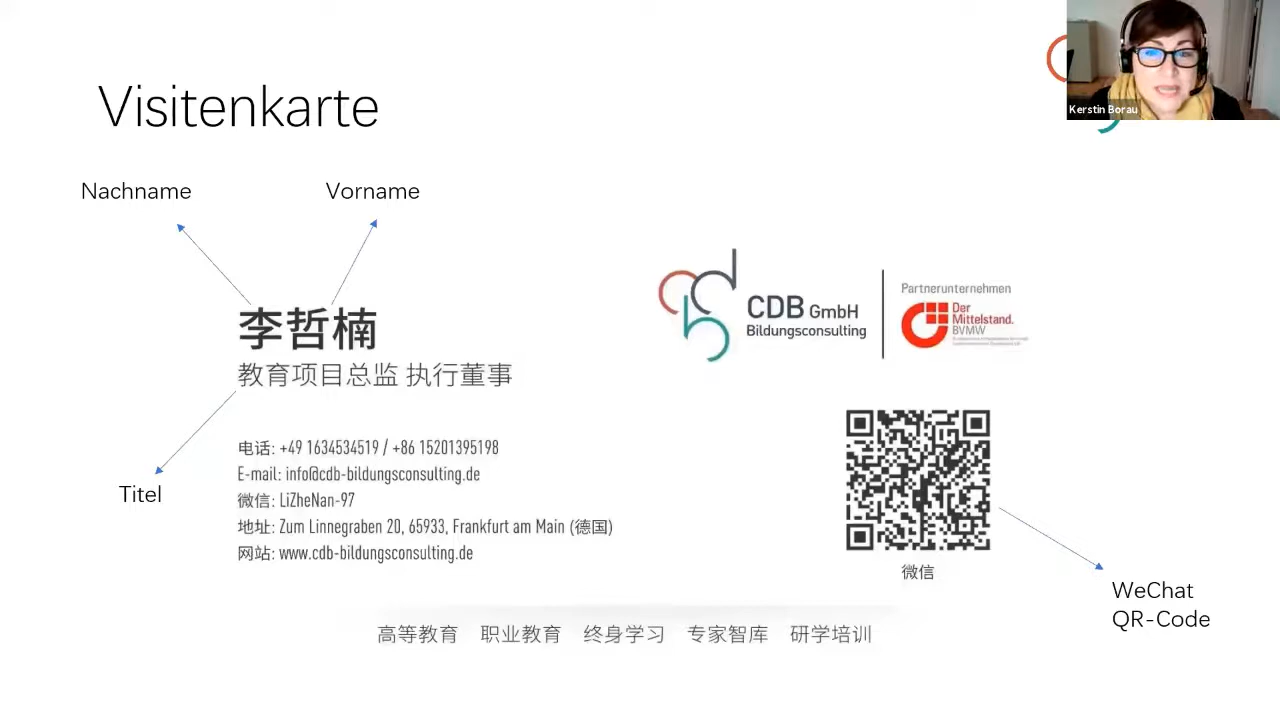 Visitenkarte
Kerstin Borau
Nachname
Vorname
李哲楠
教育项目总监 执行董事
Titel
电话: +49 1634534519 / +86 15201395198
E-mail: info@cdb-bildungsconsulting.de
微信: LiZheNan-97
地址: Zum Linnegraben 20, 65933, Frankfurt am Main (德国)
网站: www.cdb-bildungsconsulting.de
CDB GmbH
Bildungsconsulting
Partnerunternehmen
Der
Mittelstand.
BVMW
微信
WeChat
QR-Code
高等教育 职业教育 终身学习 专家智库 研学培训